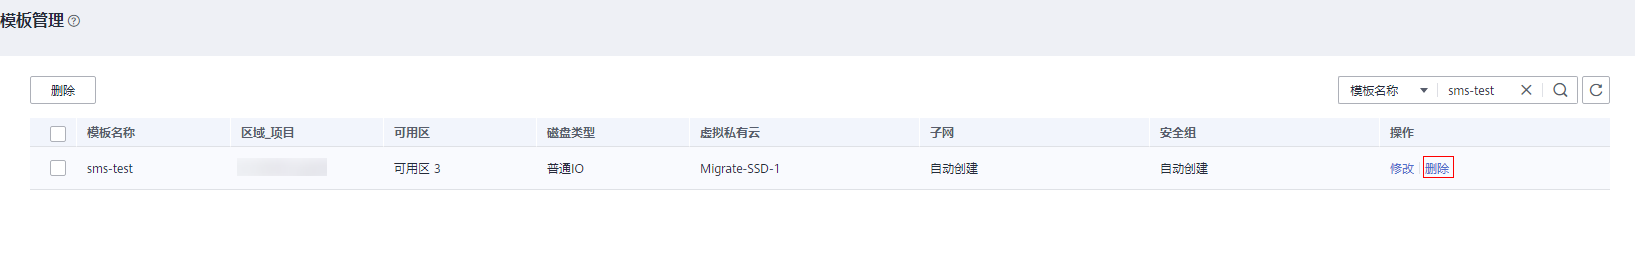 模板管理 ?
删除 模板名称 sms-test
模板名称 区域_项目 可用区 磁盘类型 虚拟私有云 子网 安全组 操作
sms-test 可用区 3 普通IO Migrate-SSD-1 自动创建 自动创建 修改 删除